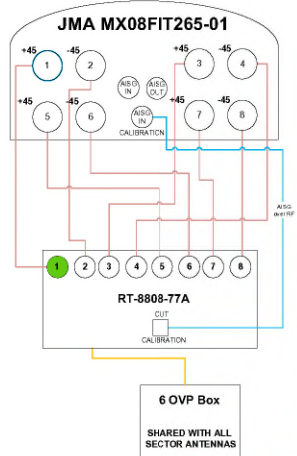 JMA MX08FIT265-01
+45 -45 +45 -45
1 2 3 4
AISG IN
AISG OUT
+45 -45 +45 -45
5 6 7 8
AISG IN
CALIBRATION
AISG over RF
1 2 3 4 5 6 7 8
RT-8808-77A
CUT
CALIBRATION
6 OVP Box
SHARED WITH ALL
SECTOR ANTENNAS